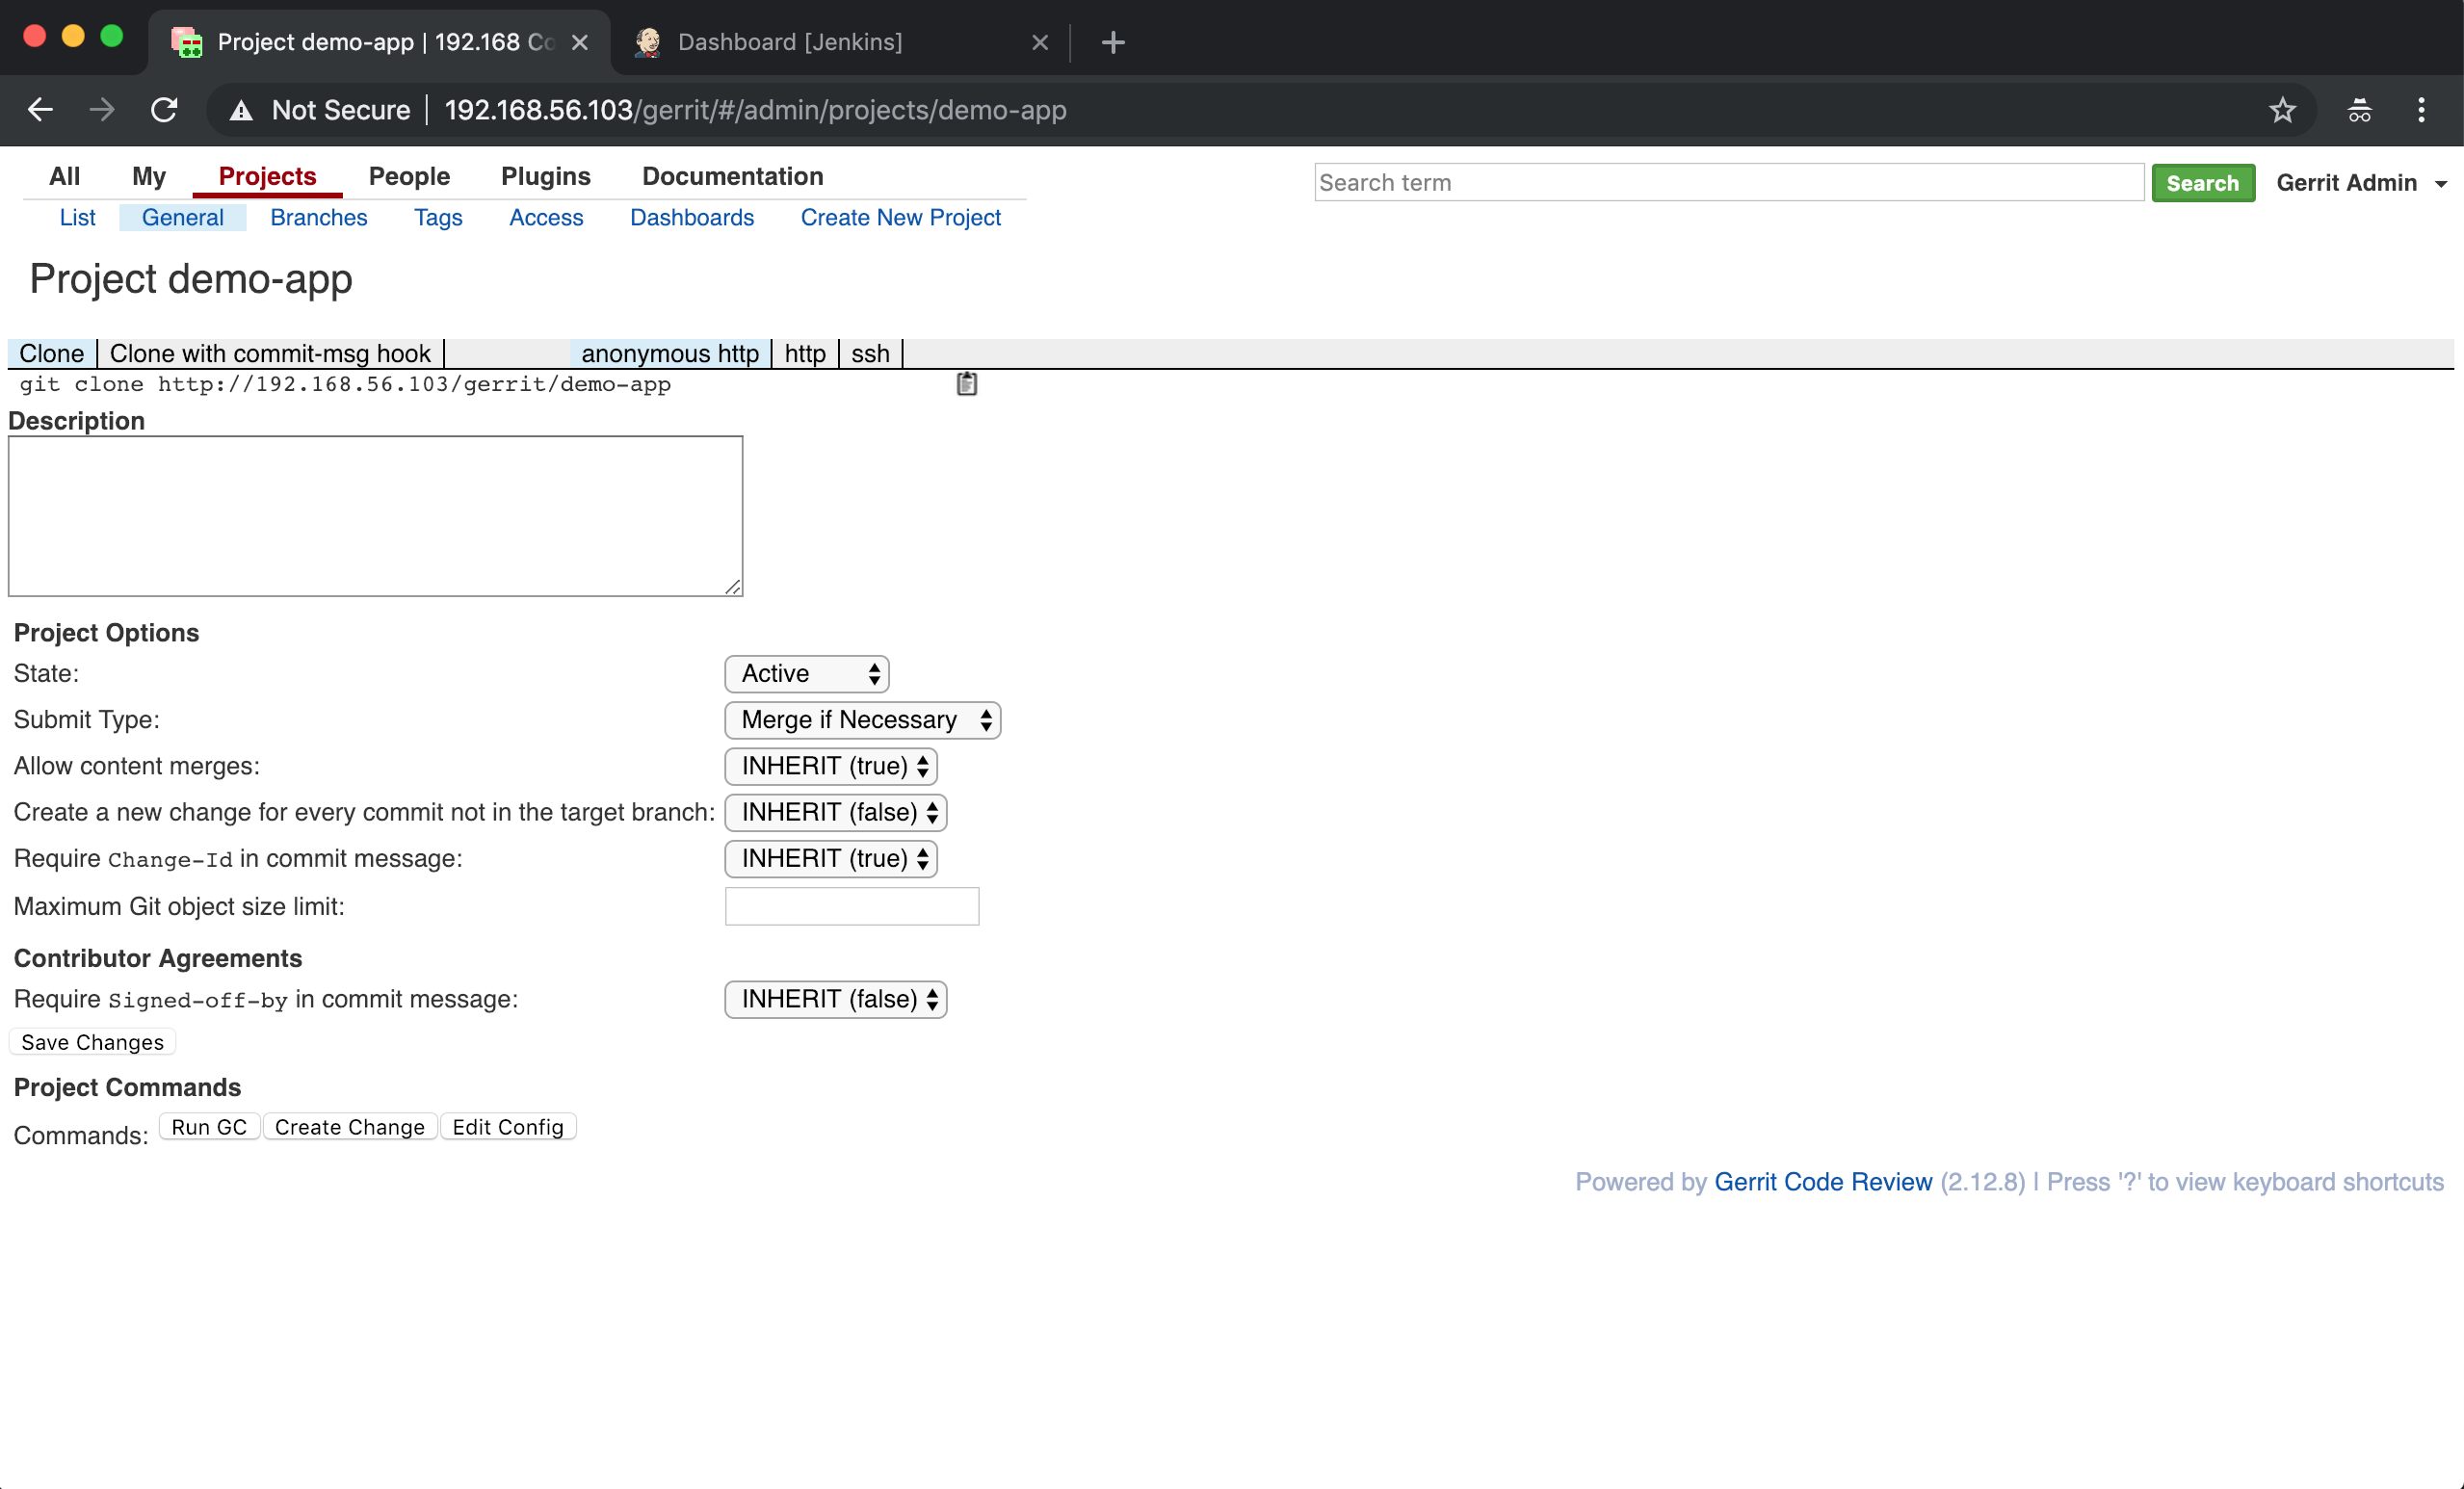 Project demo-app | 192.168 Co
Dashboard [Jenkins]
Not Secure | 192.168.56.103/gerrit/#/admin/projects/demo-app
All My Projects People Plugins Documentation
Search term Search Gerrit Admin
List General Branches Tags Access Dashboards Create New Project
Project demo-app
Clone Clone with commit-msg hook anonymous http http ssh
git clone http://192.168.56.103/gerrit/demo-app
Description
Project Options
State: Active
Submit Type: Merge if Necessary
Allow content merges: INHERIT (true)
Create a new change for every commit not in the target branch: INHERIT (false)
Require Change-Id in commit message: INHERIT (true)
Maximum Git object size limit:
Contributor Agreements
Require Signed-off-by in commit message: INHERIT (false)
Save Changes
Project Commands
Commands: Run GC Create Change Edit Config
Powered by Gerrit Code Review (2.12.8) | Press '?' to view keyboard shortcuts